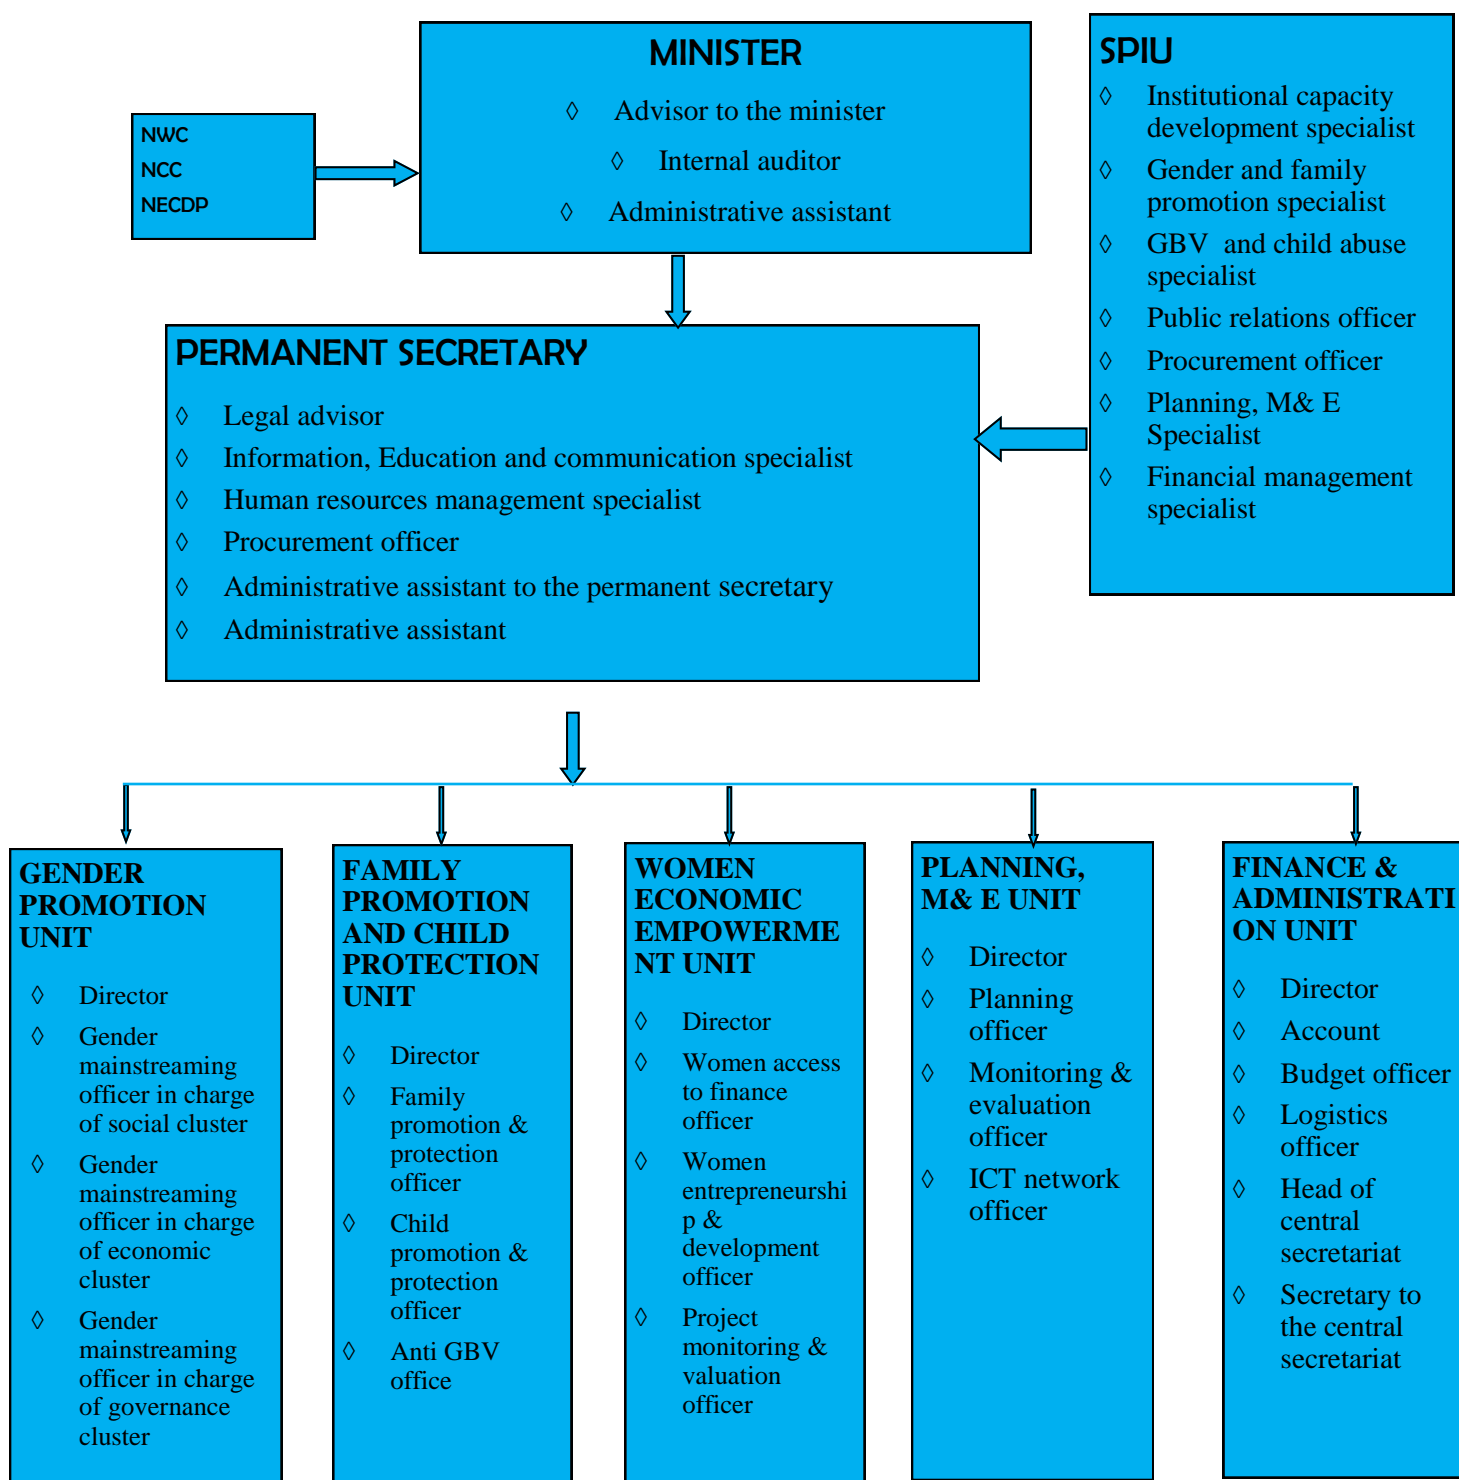 MINISTER
◊ Advisor to the minister
◊ Internal auditor
◊ Administrative assistant
NWC
NCC
NECDP
SPIU
◊ Institutional capacity
development specialist
◊ Gender and family
promotion specialist
◊ GBV and child abuse
specialist
◊ Public relations officer
◊ Procurement officer
◊ Planning, M& E
Specialist
◊ Financial management
specialist
PERMANENT SECRETARY
◊ Legal advisor
◊ Information, Education and communication specialist
◊ Human resources management specialist
◊ Procurement officer
◊ Administrative assistant to the permanent secretary
◊ Administrative assistant
GENDER
PROMOTION
UNIT
◊ Director
◊ Gender
mainstreaming
officer in charge
of social cluster
◊ Gender
mainstreaming
officer in charge
of economic
cluster
◊ Gender
mainstreaming
officer in charge
of governance
cluster
FAMILY
PROMOTION
AND CHILD
PROTECTION
UNIT
◊ Director
◊ Family
promotion &
protection
officer
◊ Child
promotion &
protection
officer
◊ Anti GBV
office
WOMEN
ECONOMIC
EMPOWERME
NT UNIT
◊ Director
◊ Women access
to finance
officer
◊ Women
entrepreneurshi
p &
development
officer
◊ Project
monitoring &
valuation
officer
PLANNING,
M& E UNIT
◊ Director
◊ Planning
officer
◊ Monitoring &
evaluation
officer
◊ ICT network
officer
FINANCE &
ADMINISTRATI
ON UNIT
◊ Director
◊ Account
◊ Budget officer
◊ Logistics
officer
◊ Head of
central
secretariat
◊ Secretary to
the central
secretariat